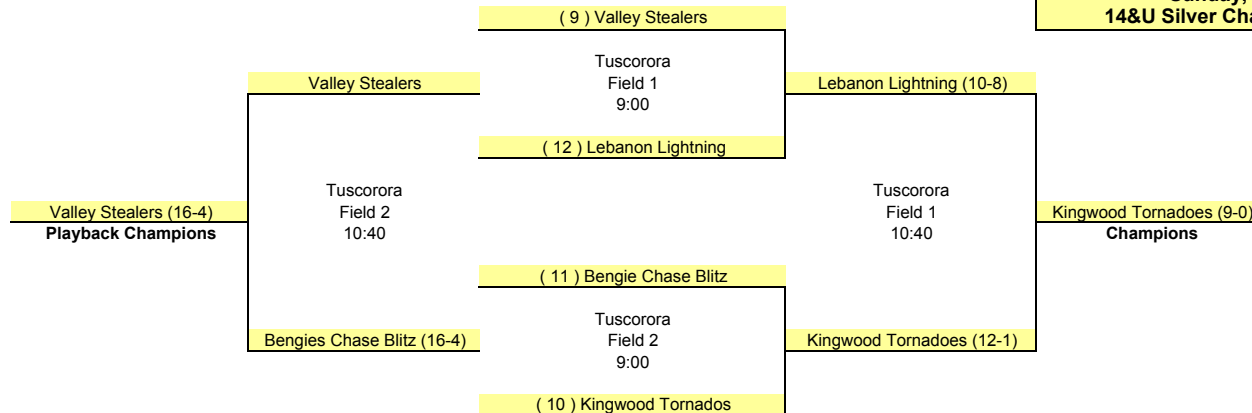 Sunday,
14&U Silver Cha
( 9 ) Valley Stealers
Tuscorora
Field 1
9:00
Valley Stealers
Lebanon Lightning (10-8)
( 12 ) Lebanon Lightning
Tuscorora
Field 2
10:40
Tuscorora
Field 1
10:40
Valley Stealers (16-4)
Playback Champions
Kingwood Tornadoes (9-0)
Champions
( 11 ) Bengie Chase Blitz
Tuscorora
Field 2
9:00
Bengies Chase Blitz (16-4)
Kingwood Tornadoes (12-1)
( 10 ) Kingwood Tornados